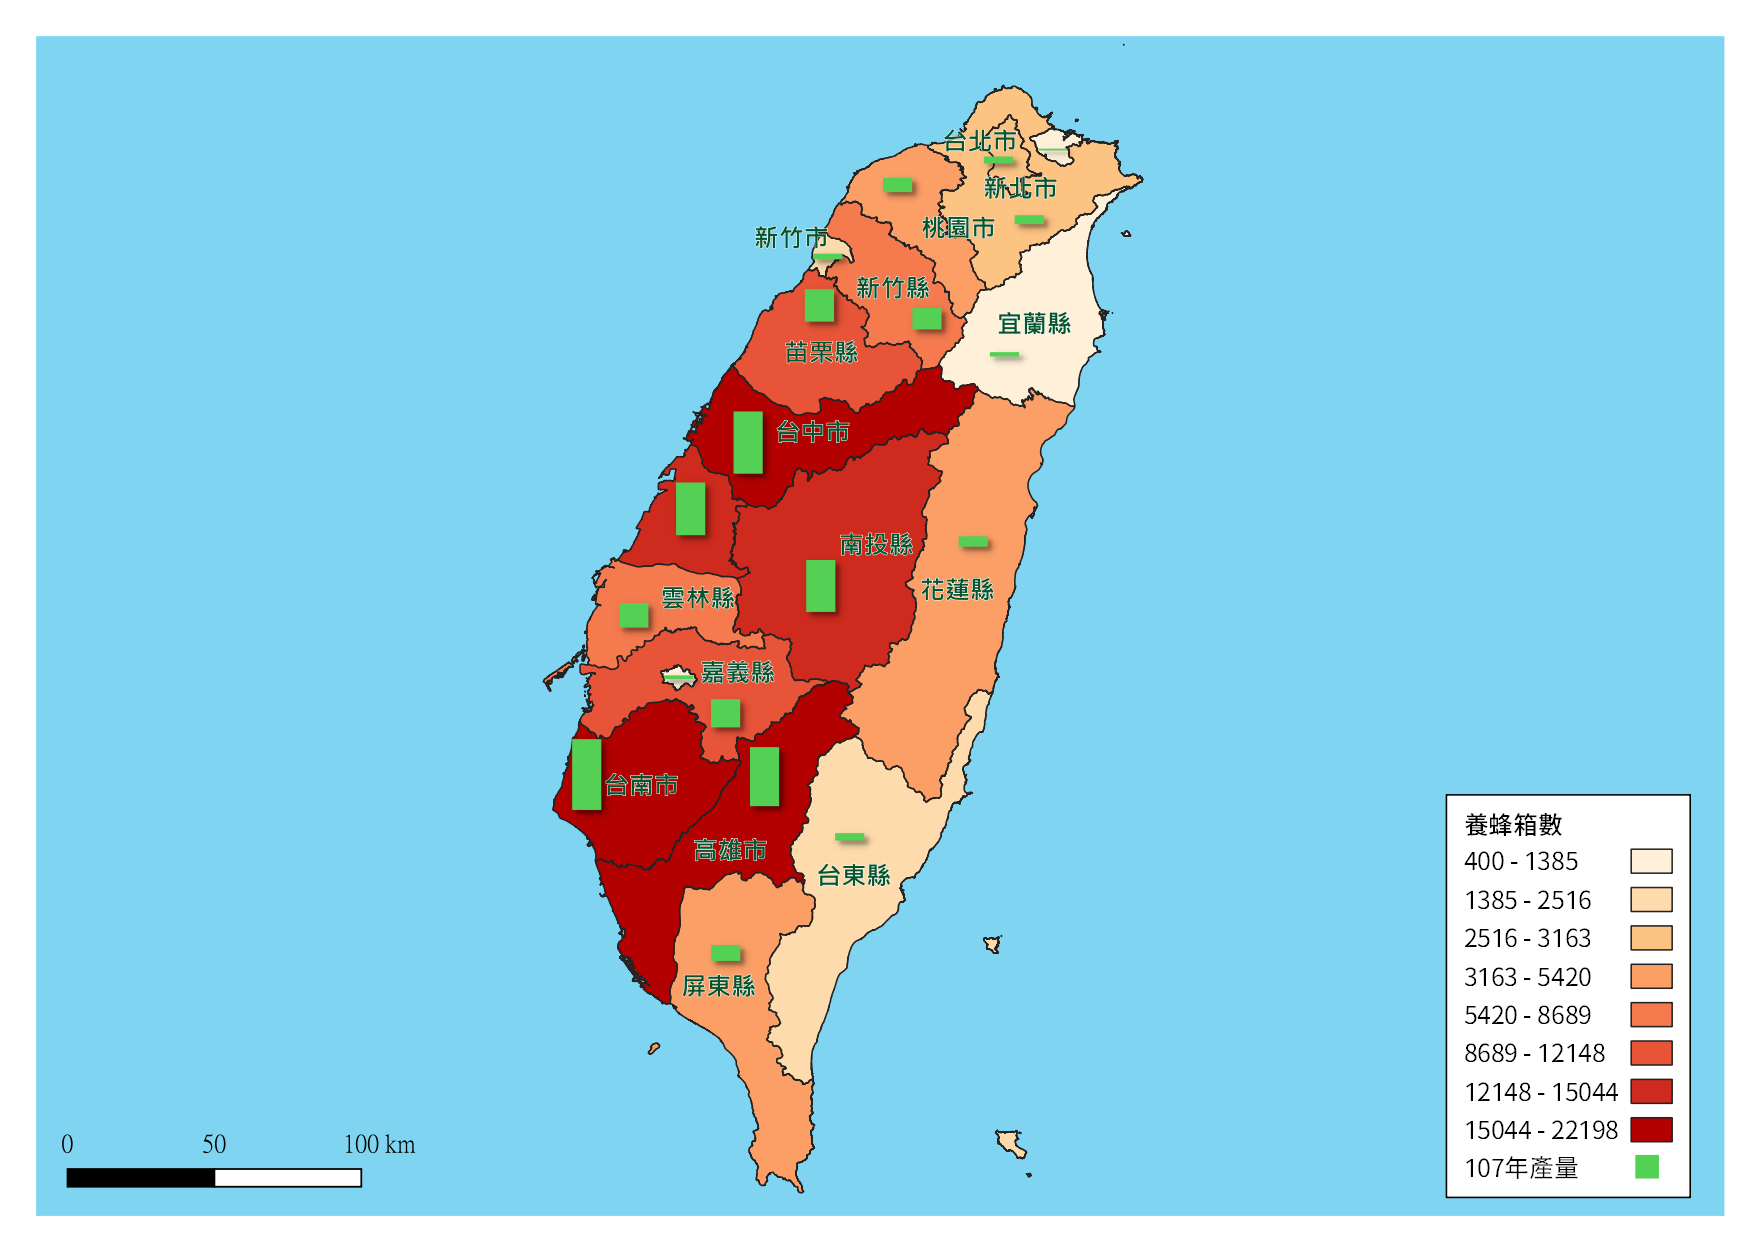 台北市
新北市
桃園市
新竹市
新竹縣
宜蘭縣
苗栗縣
台中市
南投縣
花蓮縣
雲林縣
嘉義縣
台南市
高雄市
台東縣
屏東縣
養蜂箱數
400 - 1385
1385 - 2516
2516 - 3163
3163 - 5420
5420 - 8689
8689 - 12148
12148 - 15044
15044 - 22198
107年產量
0 50 100 km